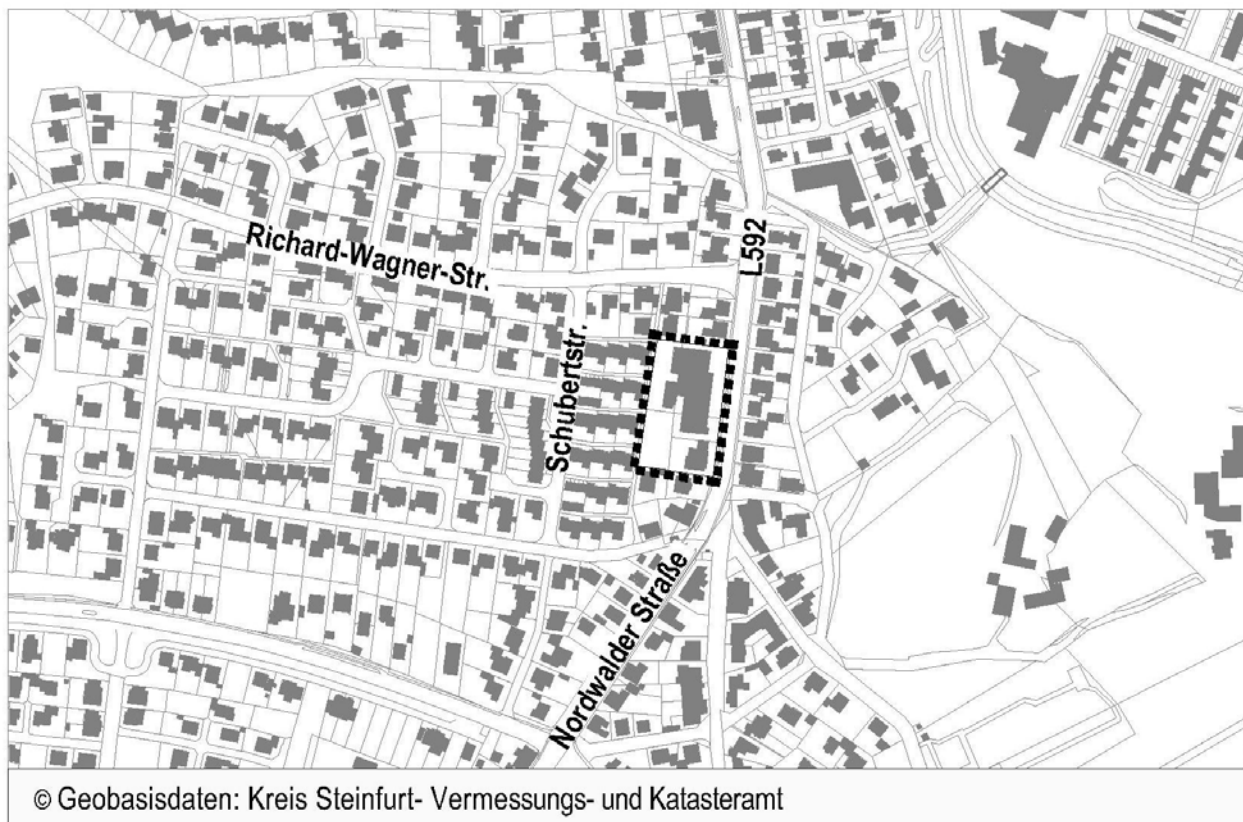 L592
Richard-Wagner-Str.
Schubertstr.
Nordwalder Straße
© Geobasisdaten: Kreis Steinfurt- Vermessungs- und Katasteramt